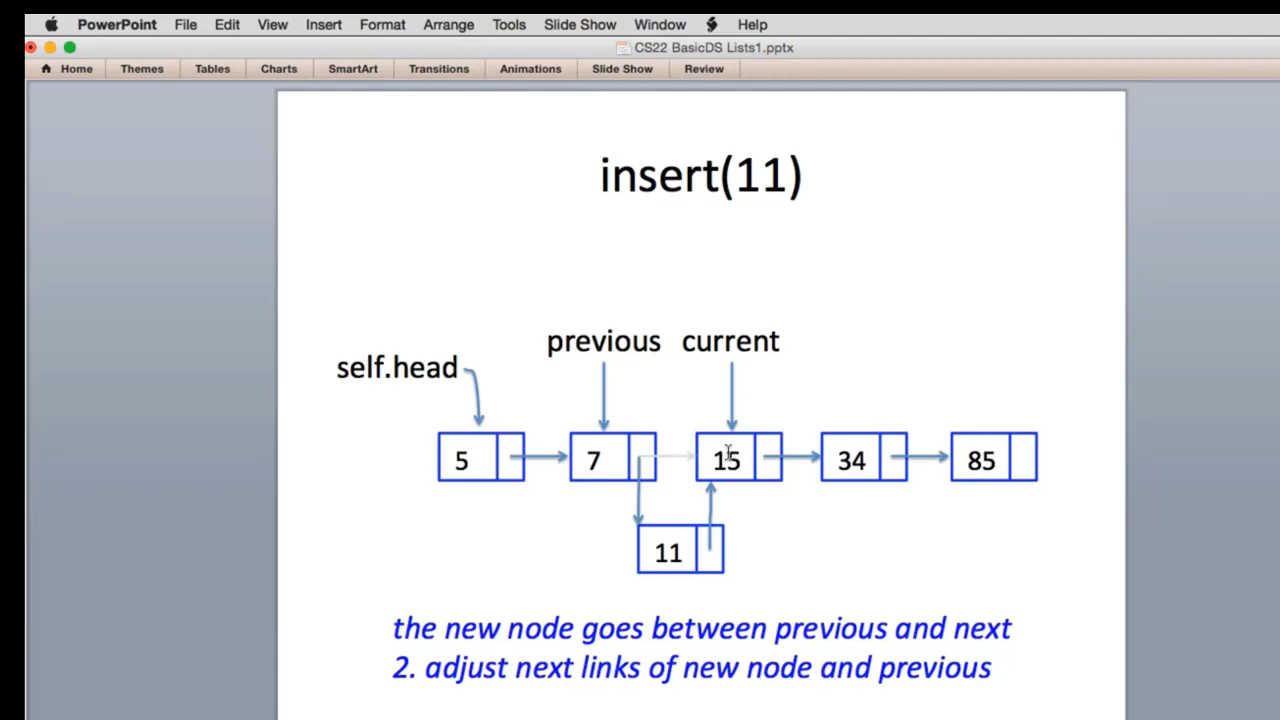 PowerPoint File Edit View Insert Format Arrange Tools Slide Show Window Help
CS22 BasicDS Lists1.pptx
Home Themes Tables Charts SmartArt Transitions Animations Slide Show Review
insert(11)
previous current
self.head
5 7 15 34 85
11
the new node goes between previous and next
2. adjust next links of new node and previous